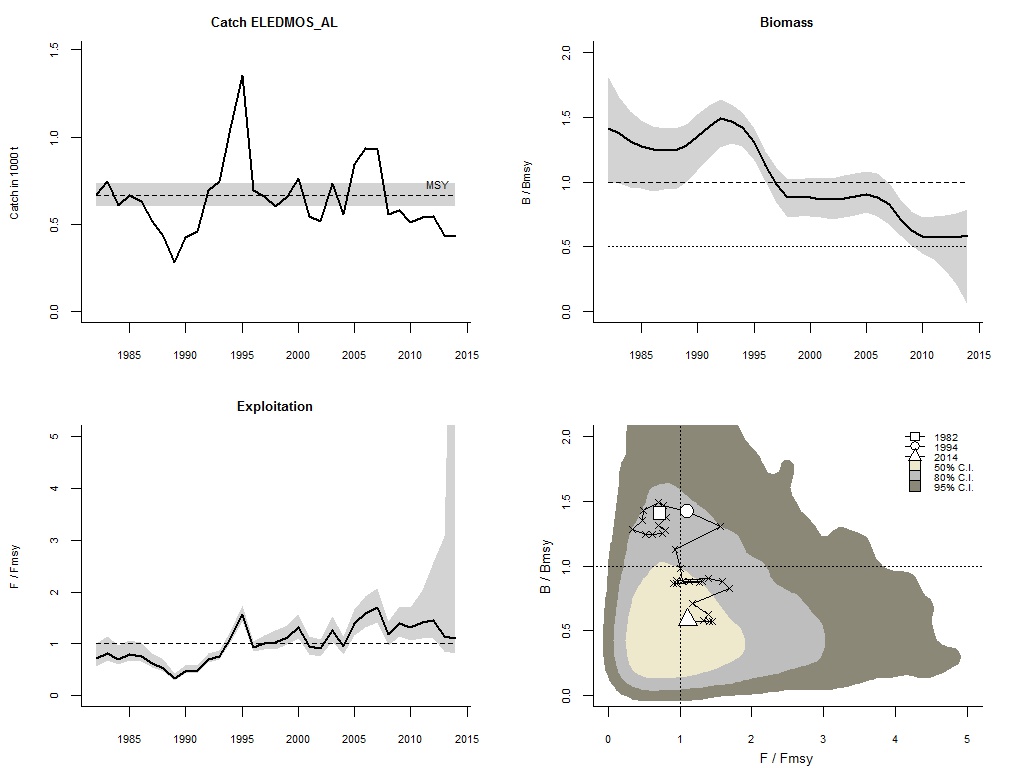 Catch ELEDMOS_AL
Catch in 1000 t
1.5
1.0
0.5
0.0
MSY
1985 1990 1995 2000 2005 2010 2015
Biomass
B / Bmsy
2.0
1.5
1.0
0.5
0.0
1985 1990 1995 2000 2005 2010 2015
Exploitation
F / Fmsy
5
4
3
2
1
0
1985 1990 1995 2000 2005 2010 2015
B / Bmsy
2.0
1.5
1.0
0.5
0.0
1982
1994
2014
50% C.I.
80% C.I.
95% C.I.
0 1 2 3 4 5
F / Fmsy